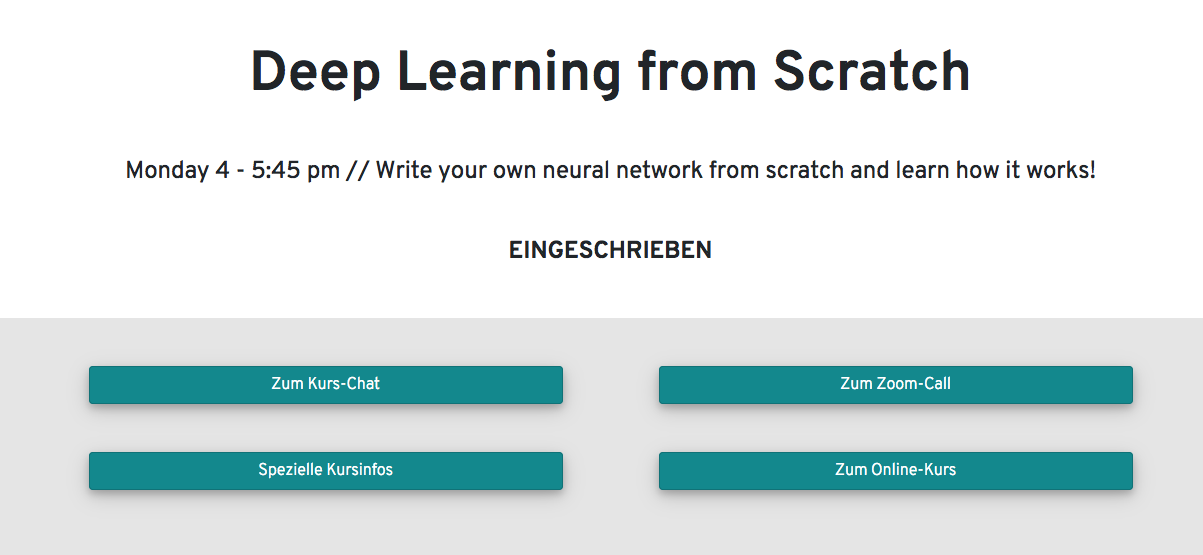 Deep Learning from Scratch
Monday 4 - 5:45 pm // Write your own neural network from scratch and learn how it works!
EINGESCHRIEBEN
Zum Kurs-Chat
Zum Zoom-Call
Spezielle Kursinfos
Zum Online-Kurs